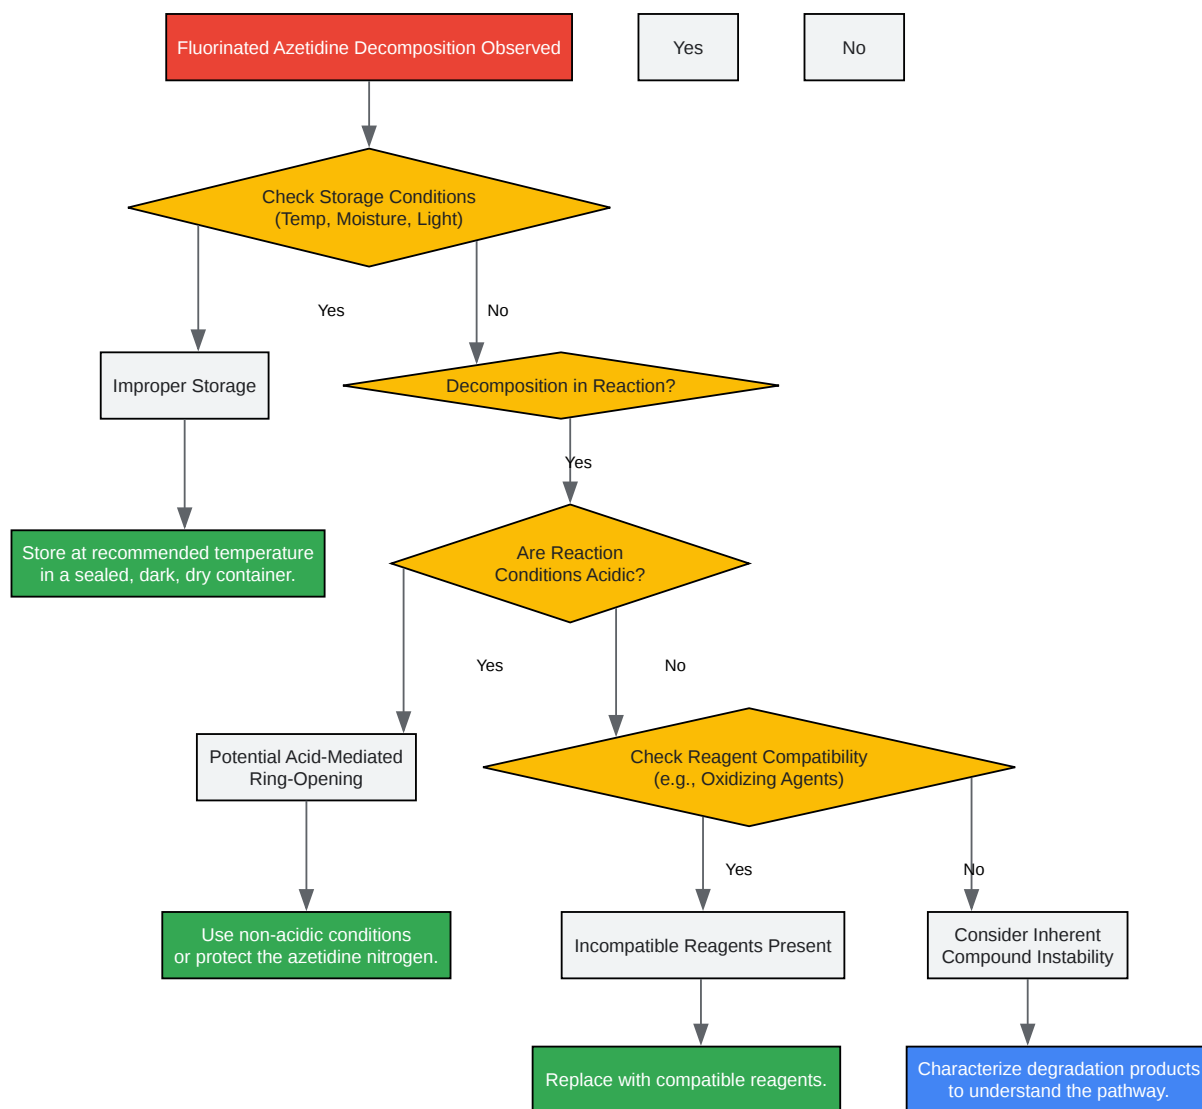 Fluorinated Azetidine Decomposition Observed
Yes
No
Check Storage Conditions
(Temp, Moisture, Light)
Yes
No
Improper Storage
Decomposition in Reaction?
Yes
Store at recommended temperature
in a sealed, dark, dry container.
Are Reaction
Conditions Acidic?
Yes
No
Potential Acid-Mediated
Ring-Opening
Check Reagent Compatibility
(e.g., Oxidizing Agents)
Yes
No
Use non-acidic conditions
or protect the azetidine nitrogen.
Incompatible Reagents Present
Consider Inherent
Compound Instability
Replace with compatible reagents.
Characterize degradation products
to understand the pathway.